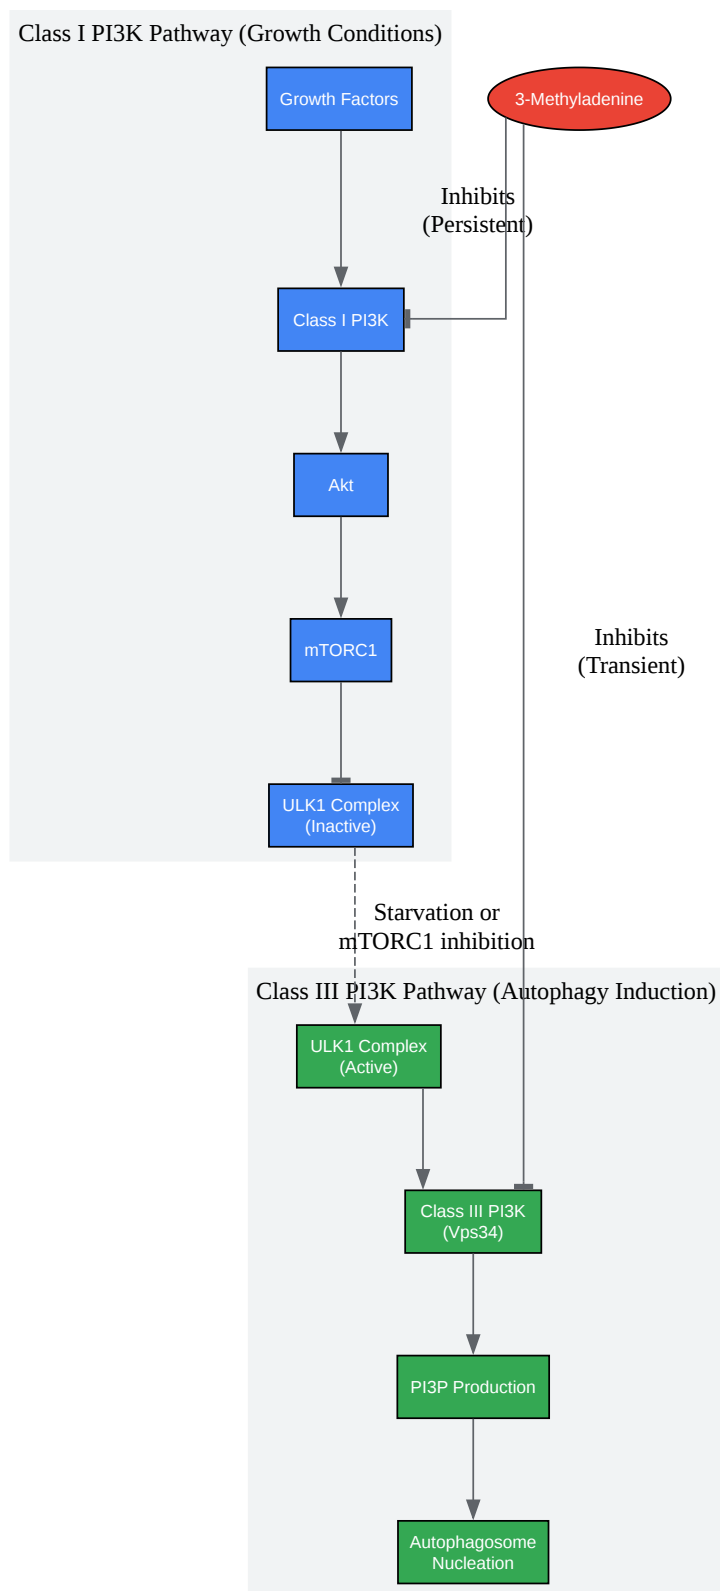 Class I PI3K Pathway (Growth Conditions)
Growth Factors
3-Methyladenine
Inhibits
(Persistent)
Class I PI3K
Akt
mTORC1
Inhibits
(Transient)
ULK1 Complex
(Inactive)
Starvation or
mTORC1 inhibition
Class III PI3K Pathway (Autophagy Induction)
ULK1 Complex
(Active)
Class III PI3K
(Vps34)
PI3P Production
Autophagosome
Nucleation